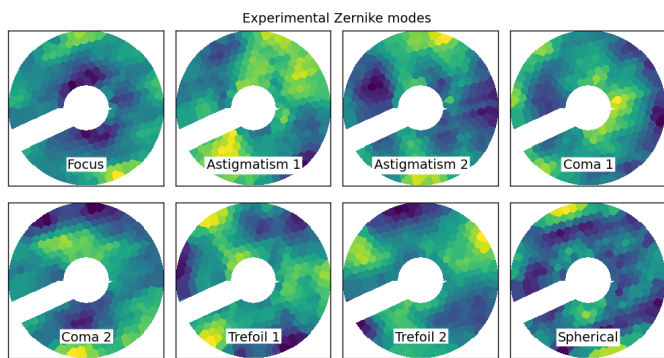 Experimental Zernike modes
Focus
Astigmatism 1
Astigmatism 2
Coma 1
Coma 2
Trefoil 1
Trefoil 2
Spherical